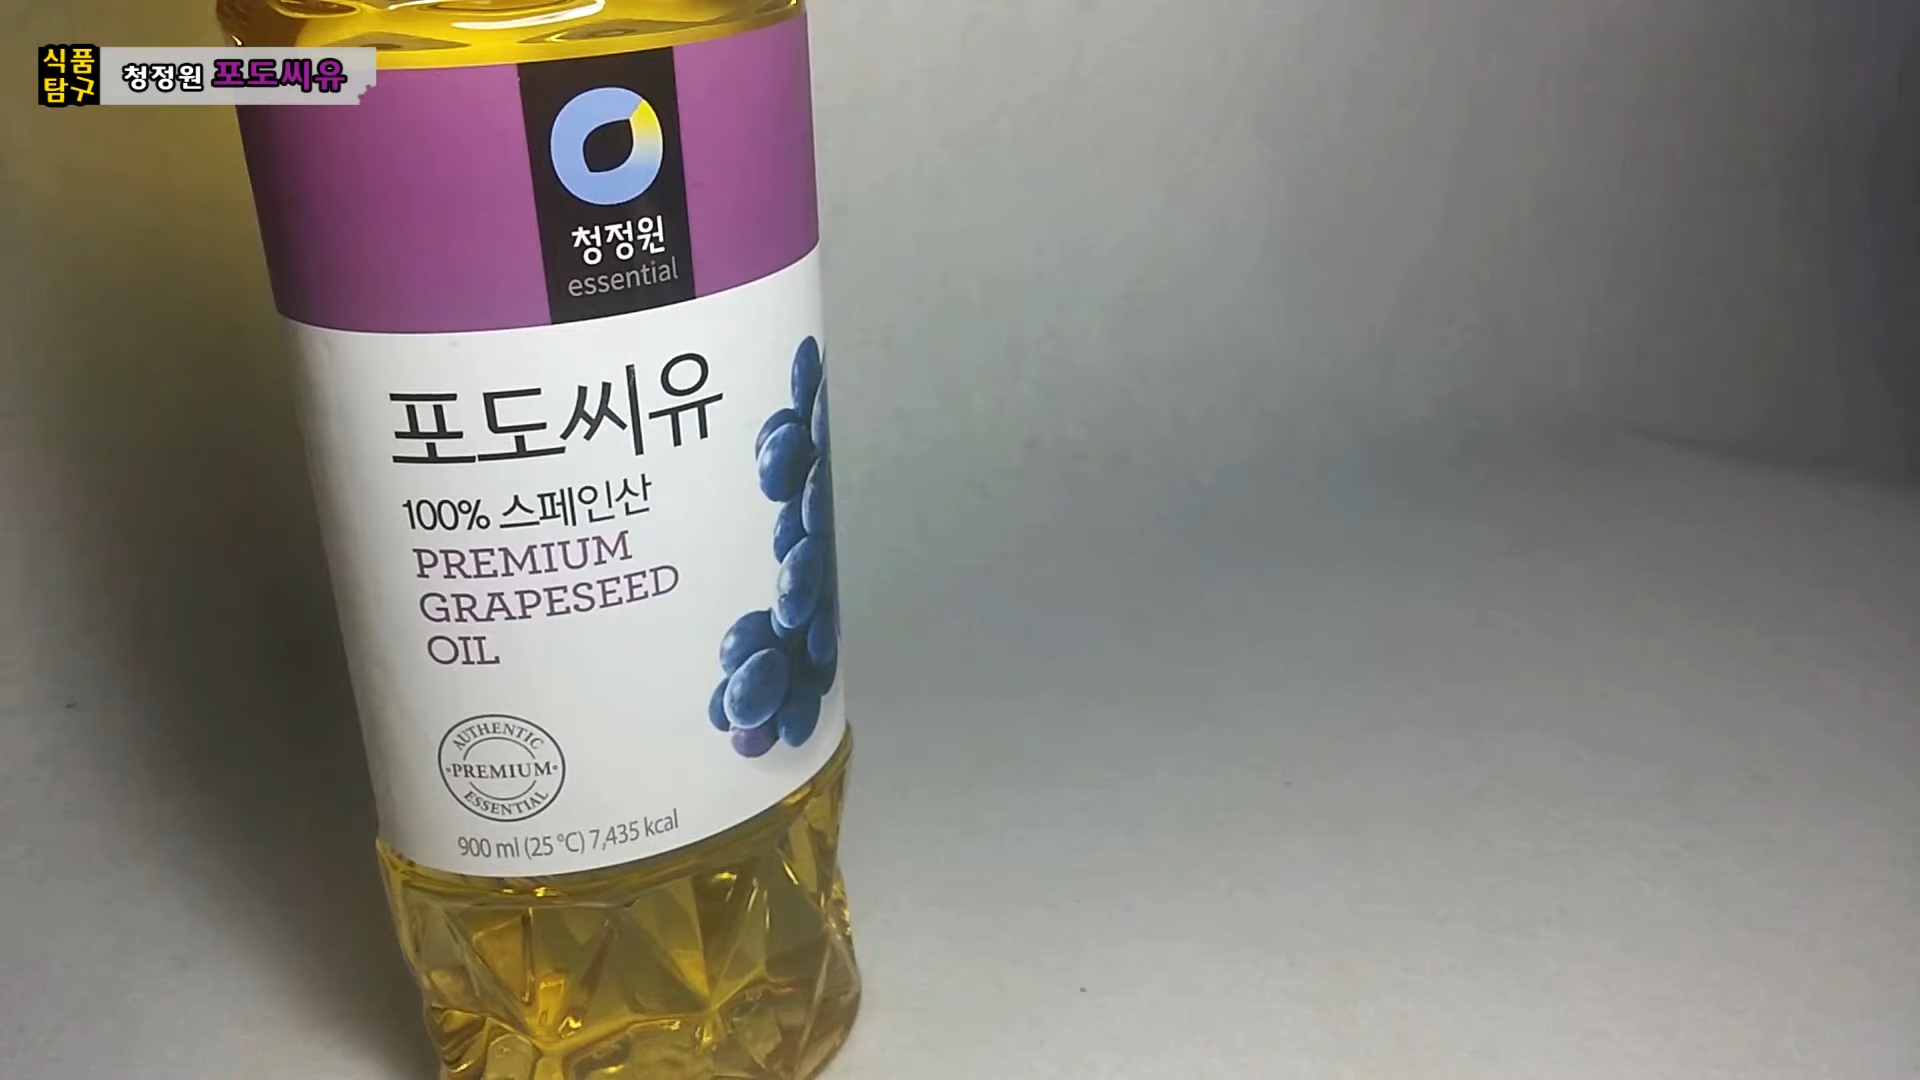 식품
탐구
청정원 포도씨유
청정원
essential
포도씨유
100% 스페인산
PREMIUM
GRAPESEED
OIL
AUTHENTIC
PREMIUM
ESSENTIAL
900 ml (25 ℃) 7,435 kcal